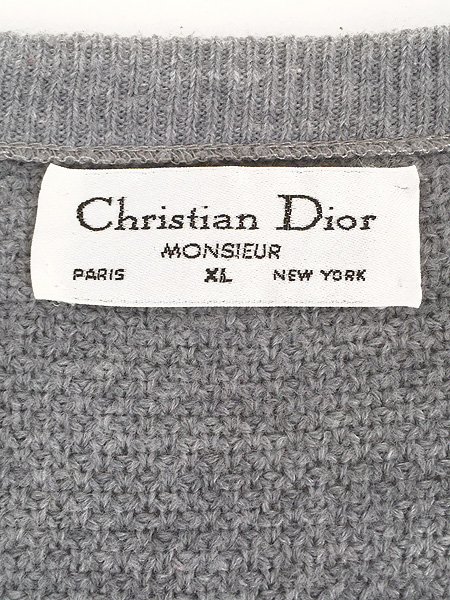 Christian Dior
MONSIEUR
PARIS XL NEW YORK